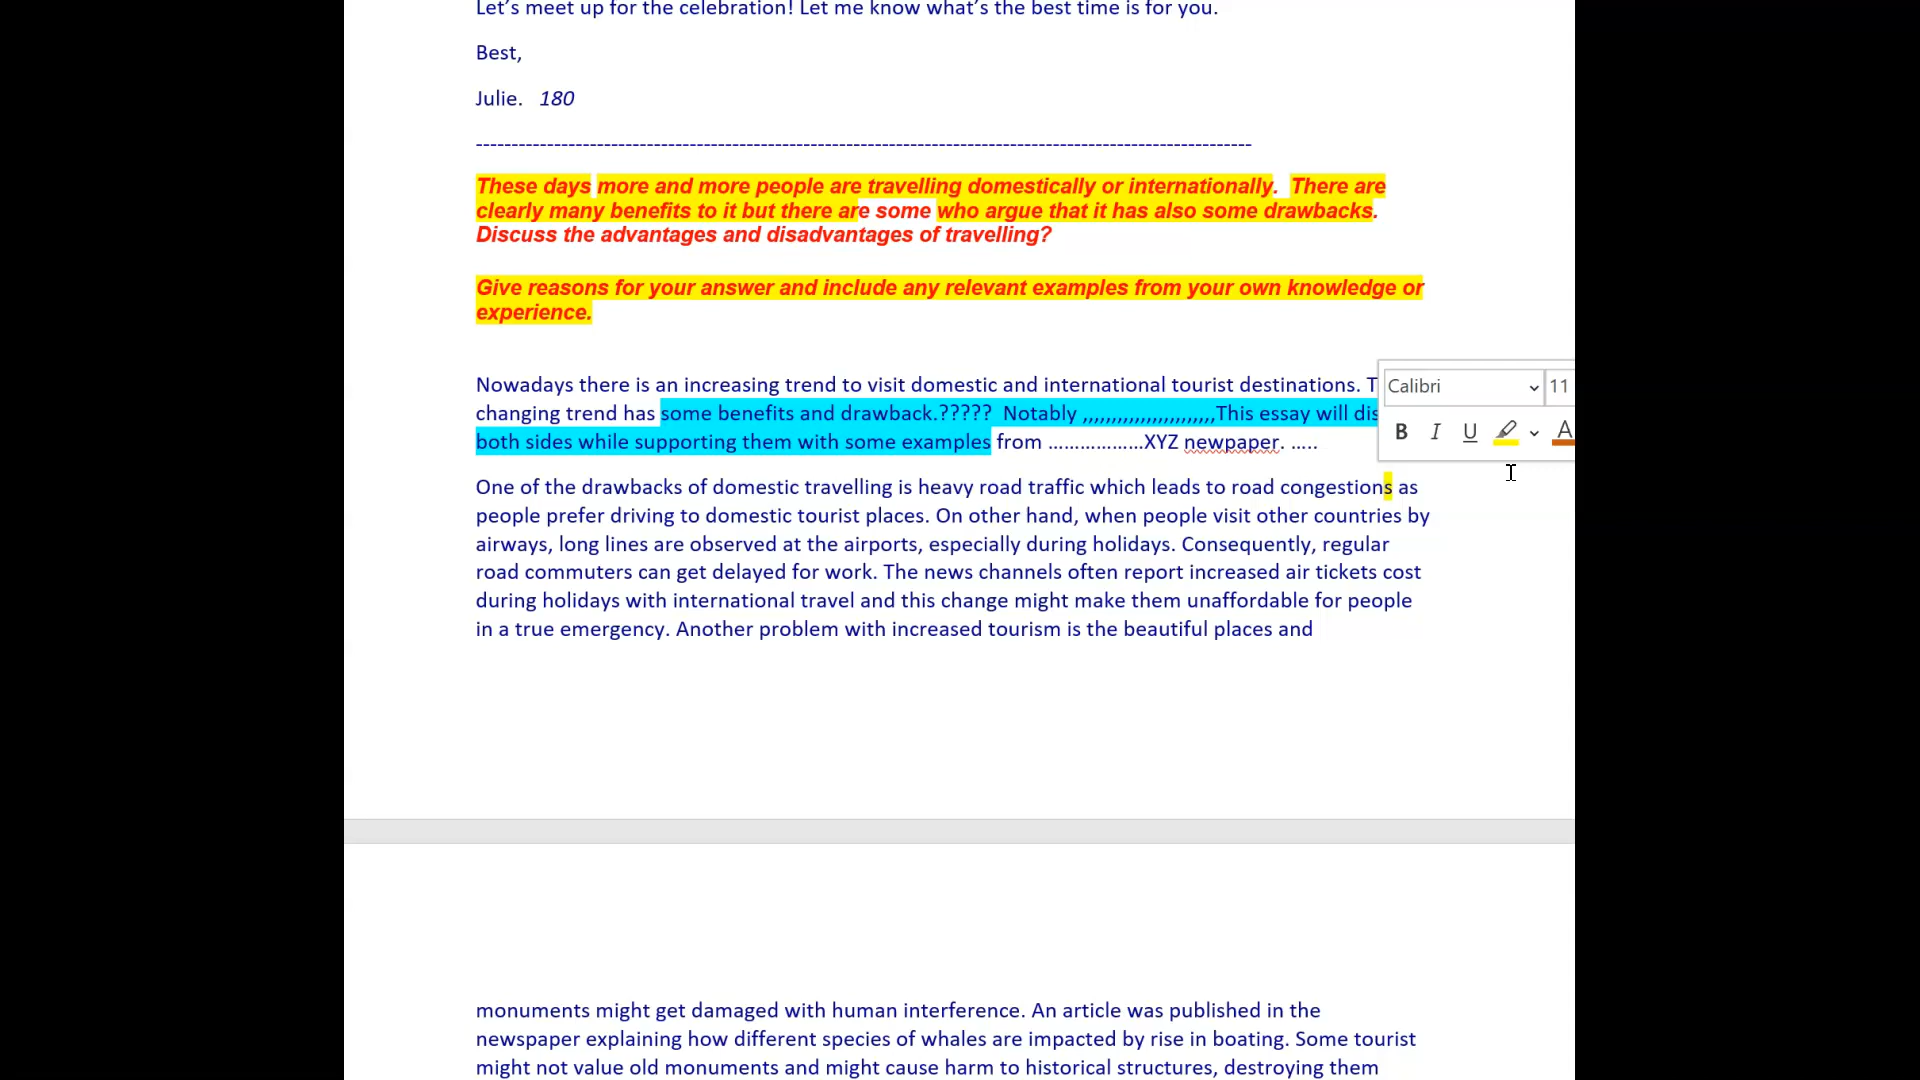 Let's meet up for the celebration! Let me know what's the best time is for you.
Best,
Julie.   180
-------------------------------------------------------------------------------------------------------------
These days more and more people are travelling domestically or internationally.  There are
clearly many benefits to it but there are some who argue that it has also some drawbacks.
Discuss the advantages and disadvantages of travelling?
Give reasons for your answer and include any relevant examples from your own knowledge or
experience.
Nowadays there is an increasing trend to visit domestic and international tourist destinations. T
Calibri 11
changing trend has some benefits and drawback.?????  Notably ,,,,,,,,,,,,,,,,,,,,,,,This essay will dis
B I U A
both sides while supporting them with some examples from ………………XYZ newpaper. …..
One of the drawbacks of domestic travelling is heavy road traffic which leads to road congestions as
people prefer driving to domestic tourist places. On other hand, when people visit other countries by
airways, long lines are observed at the airports, especially during holidays. Consequently, regular
road commuters can get delayed for work. The news channels often report increased air tickets cost
during holidays with international travel and this change might make them unaffordable for people
in a true emergency. Another problem with increased tourism is the beautiful places and
monuments might get damaged with human interference. An article was published in the
newspaper explaining how different species of whales are impacted by rise in boating. Some tourist
might not value old monuments and might cause harm to historical structures, destroying them